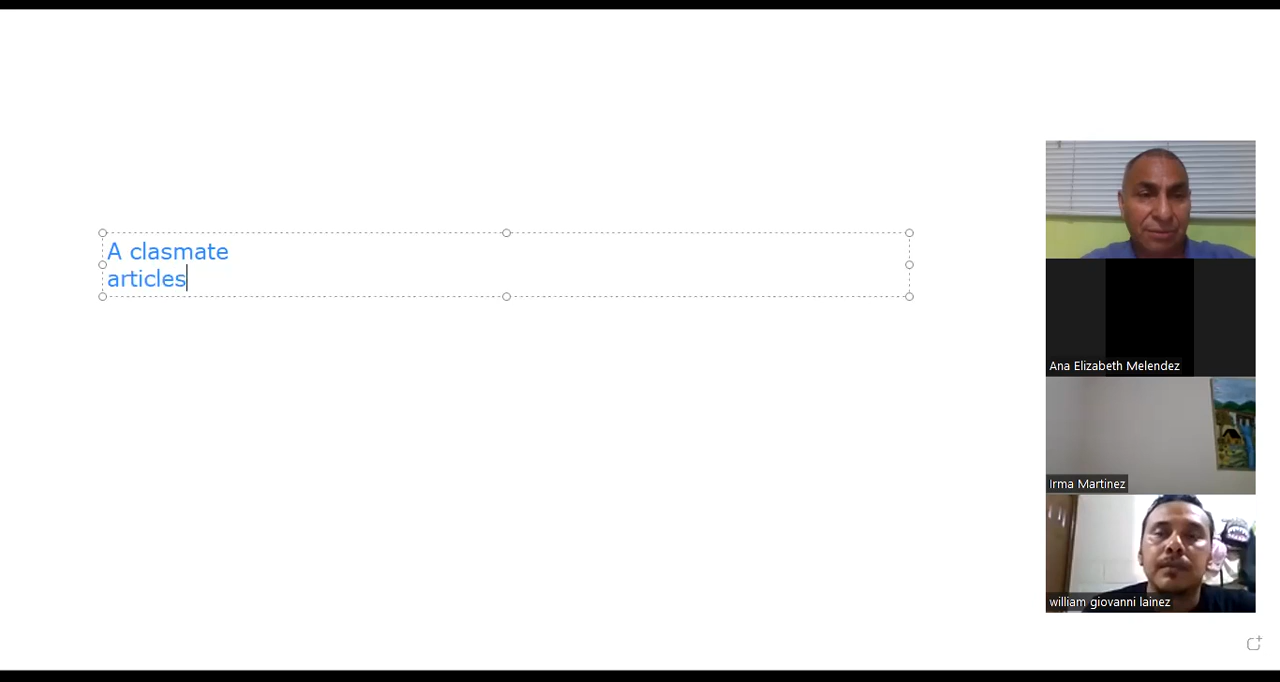 A clasmate
articles
Ana Elizabeth Melendez
Irma Martinez
william giovanni lainez